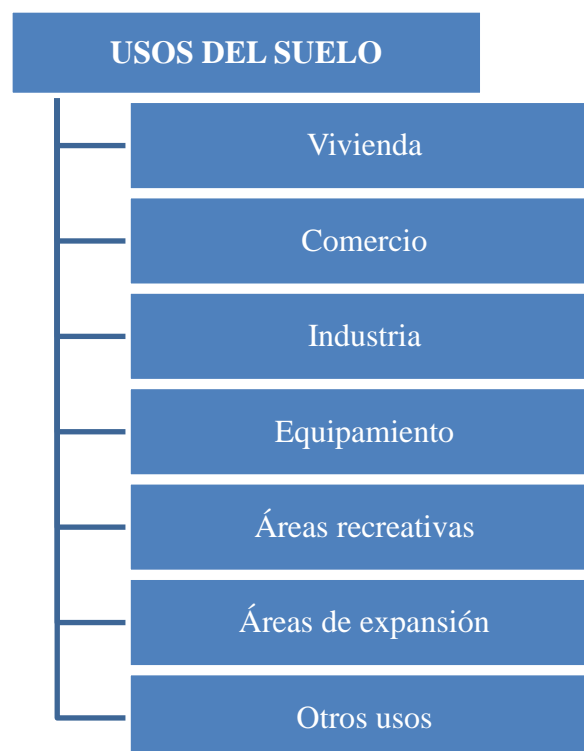 USOS DEL SUELO
Vivienda
Comercio
Industria
Equipamiento
Áreas recreativas
Áreas de expansión
Otros usos